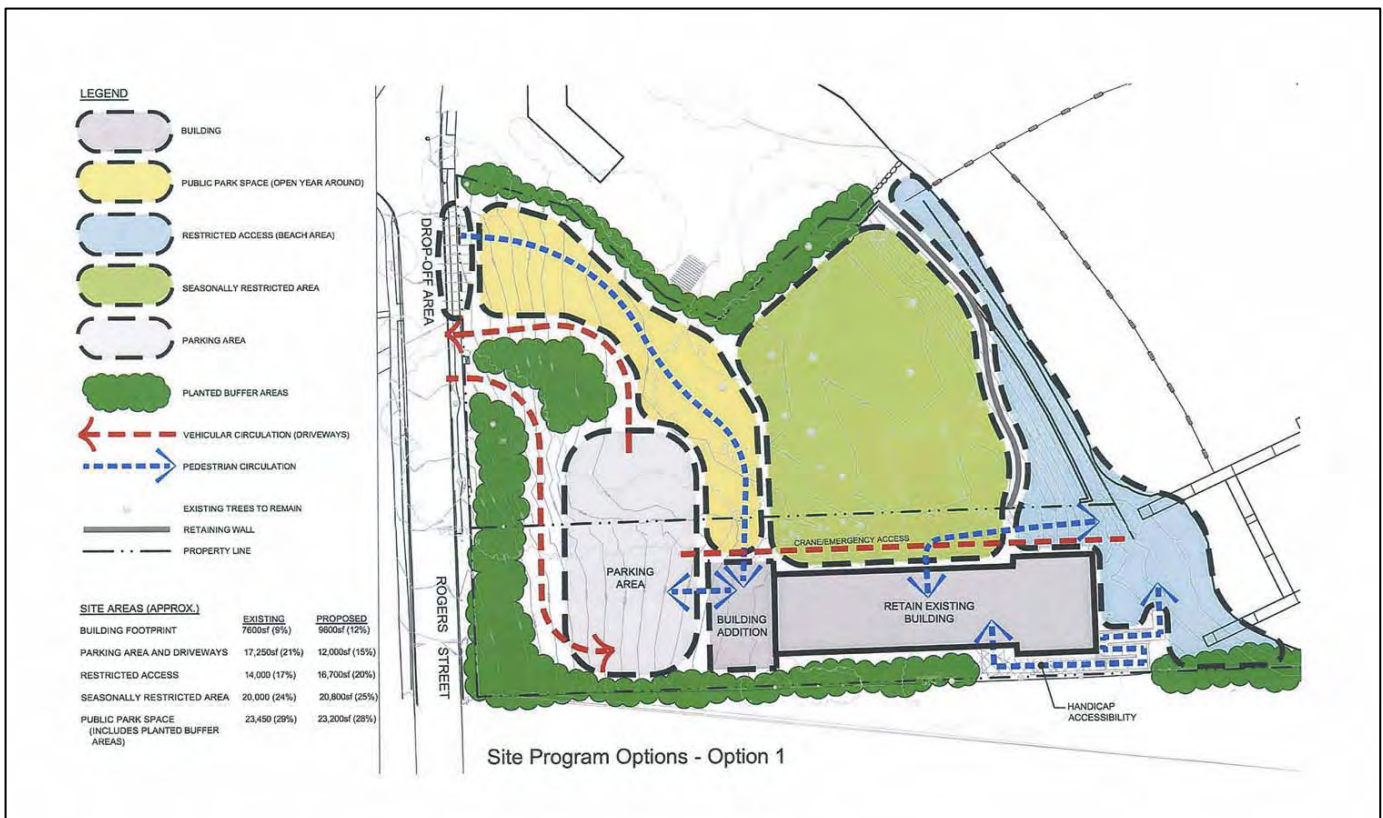 LEGEND
BUILDING
PUBLIC PARK SPACE (OPEN YEAR AROUND)
RESTRICTED ACCESS (BEACH AREA)
SEASONALLY RESTRICTED AREA
PARKING AREA
PLANTED BUFFER AREAS
VEHICULAR CIRCULATION (DRIVEWAYS)
PEDESTRIAN CIRCULATION
EXISTING TREES TO REMAIN
RETAINING WALL
PROPERTY LINE
SITE AREAS (APPROX.) EXISTING PROPOSED
BUILDING FOOTPRINT 7600sf (9%) 9600sf (12%)
PARKING AREA AND DRIVEWAYS 17,250sf (21%) 12,000sf (15%)
RESTRICTED ACCESS 14,000 (17%) 16,700sf (20%)
SEASONALLY RESTRICTED AREA 20,000 (24%) 20,800sf (25%)
PUBLIC PARK SPACE 23,450 (29%) 23,200sf (28%)
(INCLUDES PLANTED BUFFER
AREAS)
DROP-OFF AREA
ROGERS STREET
PARKING
AREA
BUILDING
ADDITION
CRANE/EMERGENCY ACCESS
RETAIN EXISTING
BUILDING
HANDICAP
ACCESSIBILITY
Site Program Options - Option 1